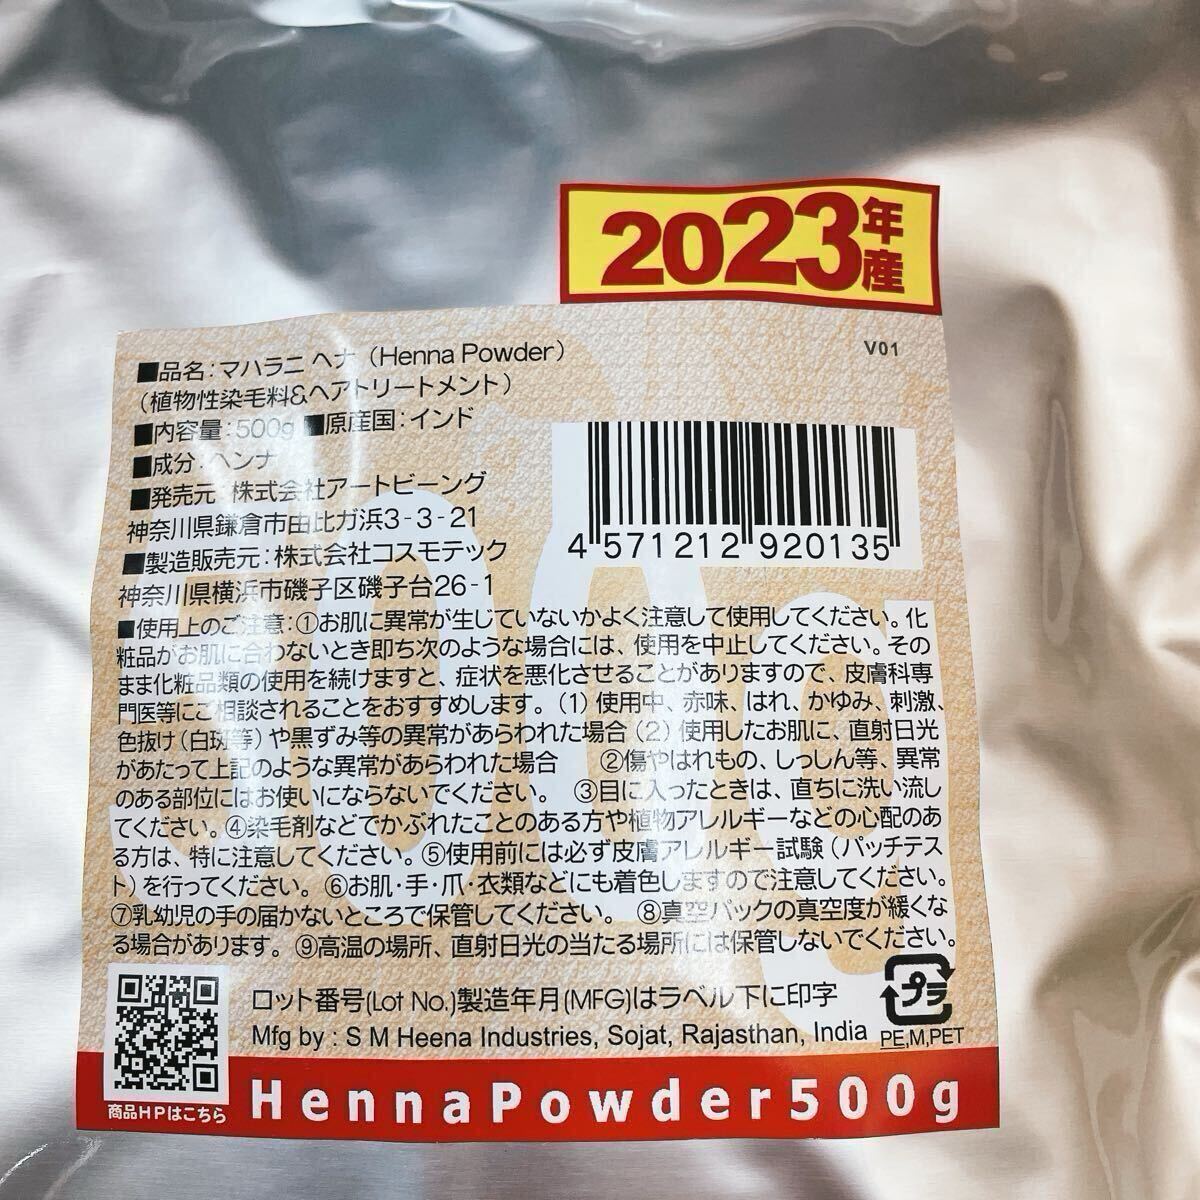 2023年産
V01
■品名:マハラニ ヘナ（Henna Powder）
（植物性染毛料&ヘアトリートメント）
■内容量:500g ■原産国:インド
■成分:ヘンナ
■発売元:株式会社アートビーング
神奈川県鎌倉市由比ガ浜3-3-21
■製造販売元:株式会社コスモテック
神奈川県横浜市磯子区磯子台26-1
4 571212 920135
■使用上のご注意:①お肌に異常が生じていないかよく注意して使用してください。化
粧品がお肌に合わないとき即ち次のような場合には、使用を中止してください。その
まま化粧品類の使用を続けますと、症状を悪化させることがありますので、皮膚科専
門医等にご相談されることをおすすめします。（1）使用中、赤味、はれ、かゆみ、刺激、
色抜け（白斑等）や黒ずみ等の異常があらわれた場合（2）使用したお肌に、直射日光
があたって上記のような異常があらわれた場合　②傷やはれもの、しっしん等、異常
のある部位にはお使いにならないでください。　③目に入ったときは、直ちに洗い流し
てください。④染毛剤などでかぶれたことのある方や植物アレルギーなどの心配のあ
る方は、特に注意してください。⑤使用前には必ず皮膚アレルギー試験（パッチテス
ト）を行ってください。⑥お肌・手・爪・衣類などにも着色しますので注意してください。
⑦乳幼児の手の届かないところで保管してください。　⑧真空パックの真空度が緩くな
る場合があります。⑨高温の場所、直射日光の当たる場所には保管しないでください。
ロット番号(Lot No.)製造年月(MFG)はラベル下に印字
Mfg by : S M Heena Industries, Sojat, Rajasthan, India
プラ
PE,M,PET
商品HPはこちら
HennaPowder500g
500g